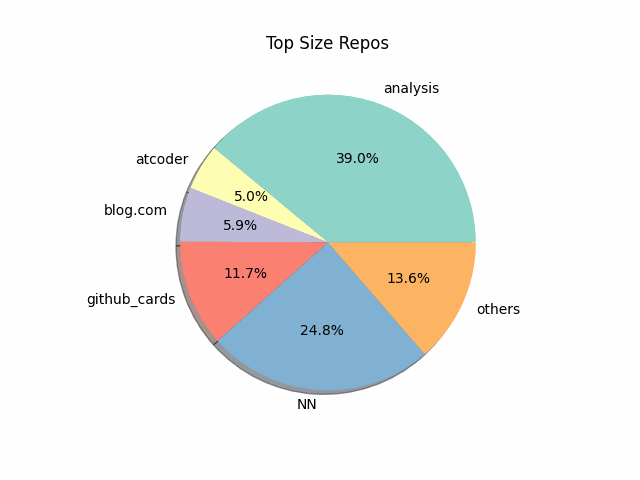 Top Size Repos
analysis
39.0%
atcoder
5.0%
blog.com
5.9%
github_cards
11.7%
NN
24.8%
others
13.6%